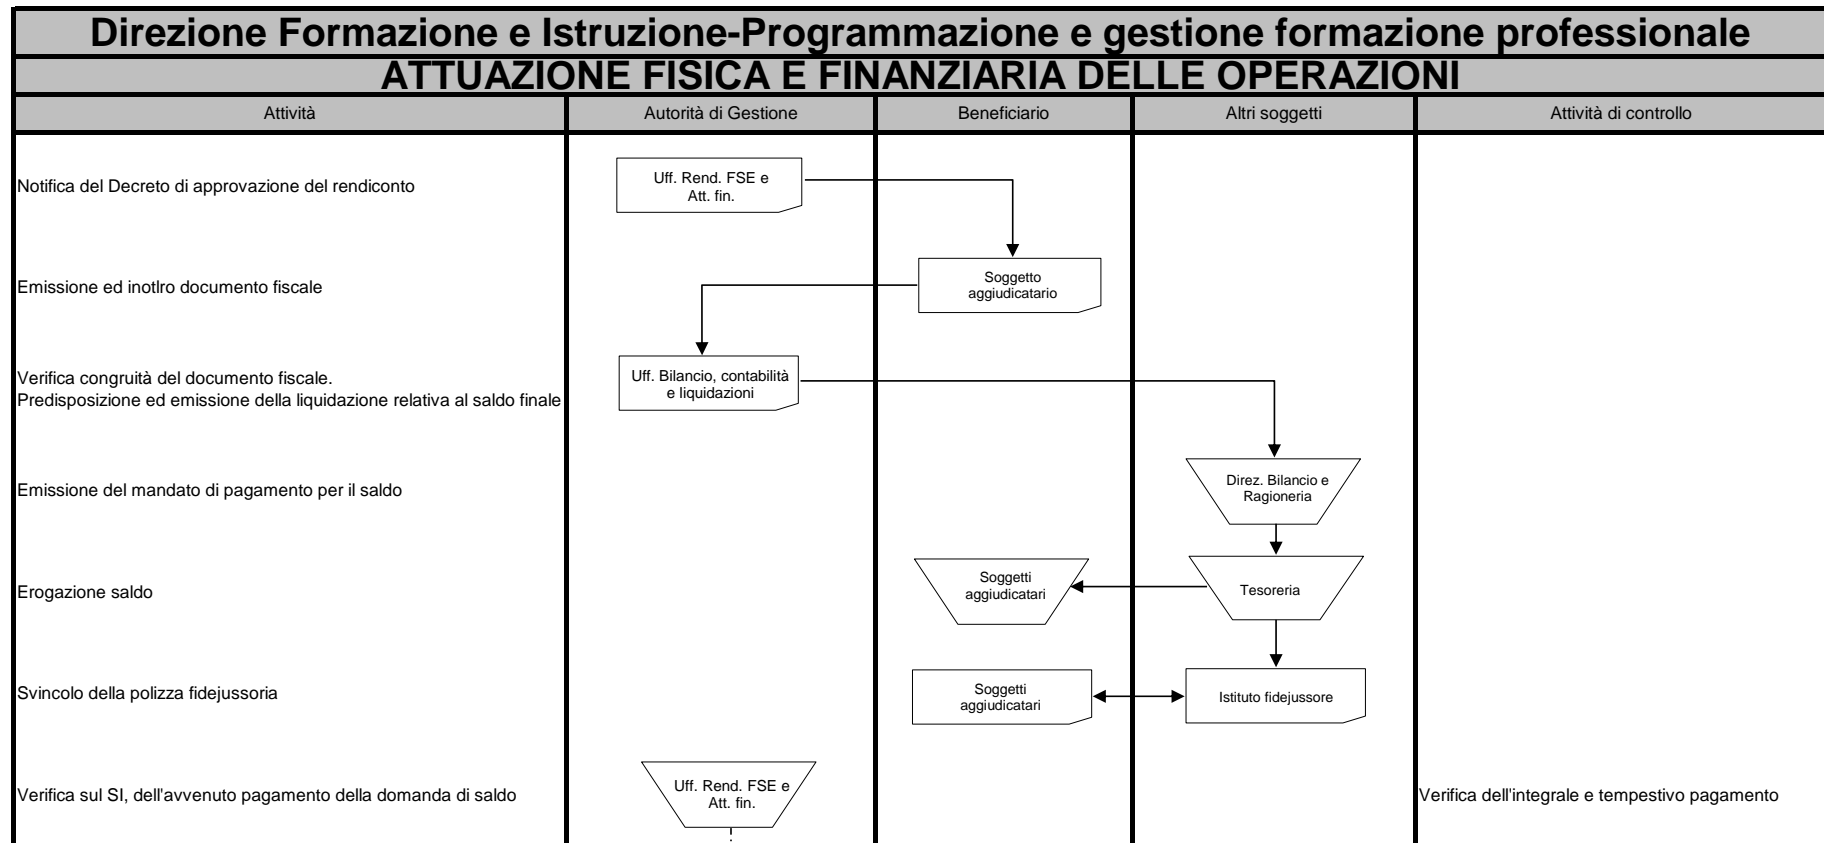 Direzione Formazione e Istruzione-Programmazione e gestione formazione professionale
ATTUAZIONE FISICA E FINANZIARIA DELLE OPERAZIONI
Attività
Autorità di Gestione
Beneficiario
Altri soggetti
Attività di controllo
Notifica del Decreto di approvazione del rendiconto
Uff. Rend. FSE e
Att. fin.
Emissione ed inotlro documento fiscale
Soggetto
aggiudicatario
Verifica congruità del documento fiscale.
Predisposizione ed emissione della liquidazione relativa al saldo finale
Uff. Bilancio, contabilità
e liquidazioni
Emissione del mandato di pagamento per il saldo
Direz. Bilancio e
Ragioneria
Erogazione saldo
Soggetti
aggiudicatari
Tesoreria
Svincolo della polizza fidejussoria
Soggetti
aggiudicatari
Istituto fidejussore
Verifica sul SI, dell'avvenuto pagamento della domanda di saldo
Uff. Rend. FSE e
Att. fin.
Verifica dell'integrale e tempestivo pagamento